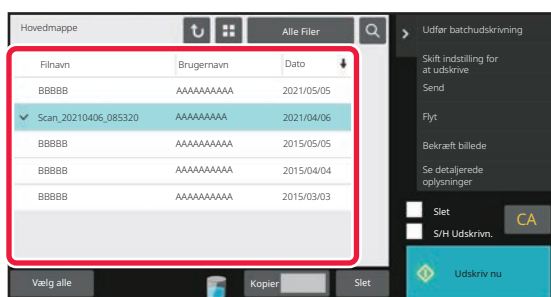 Hovedmappe
Alle Filer
Filnavn Brugernavn Dato
BBBBB AAAAAAAAAA 2021/05/05
Scan_20210406_085320 AAAAAAAAA 2021/04/06
BBBBB AAAAAAAAAA 2015/05/05
BBBBB AAAAAAAAAA 2015/04/04
BBBBB AAAAAAAAAA 2015/03/03
Vælg alle
Kopier
Slet
Udfør batchudskrivning
Skift indstilling for
at udskrive
Send
Flyt
Bekræft billede
Se detaljerede
oplysninger
Slet
S/H Udskrivn.
CA
Udskriv nu